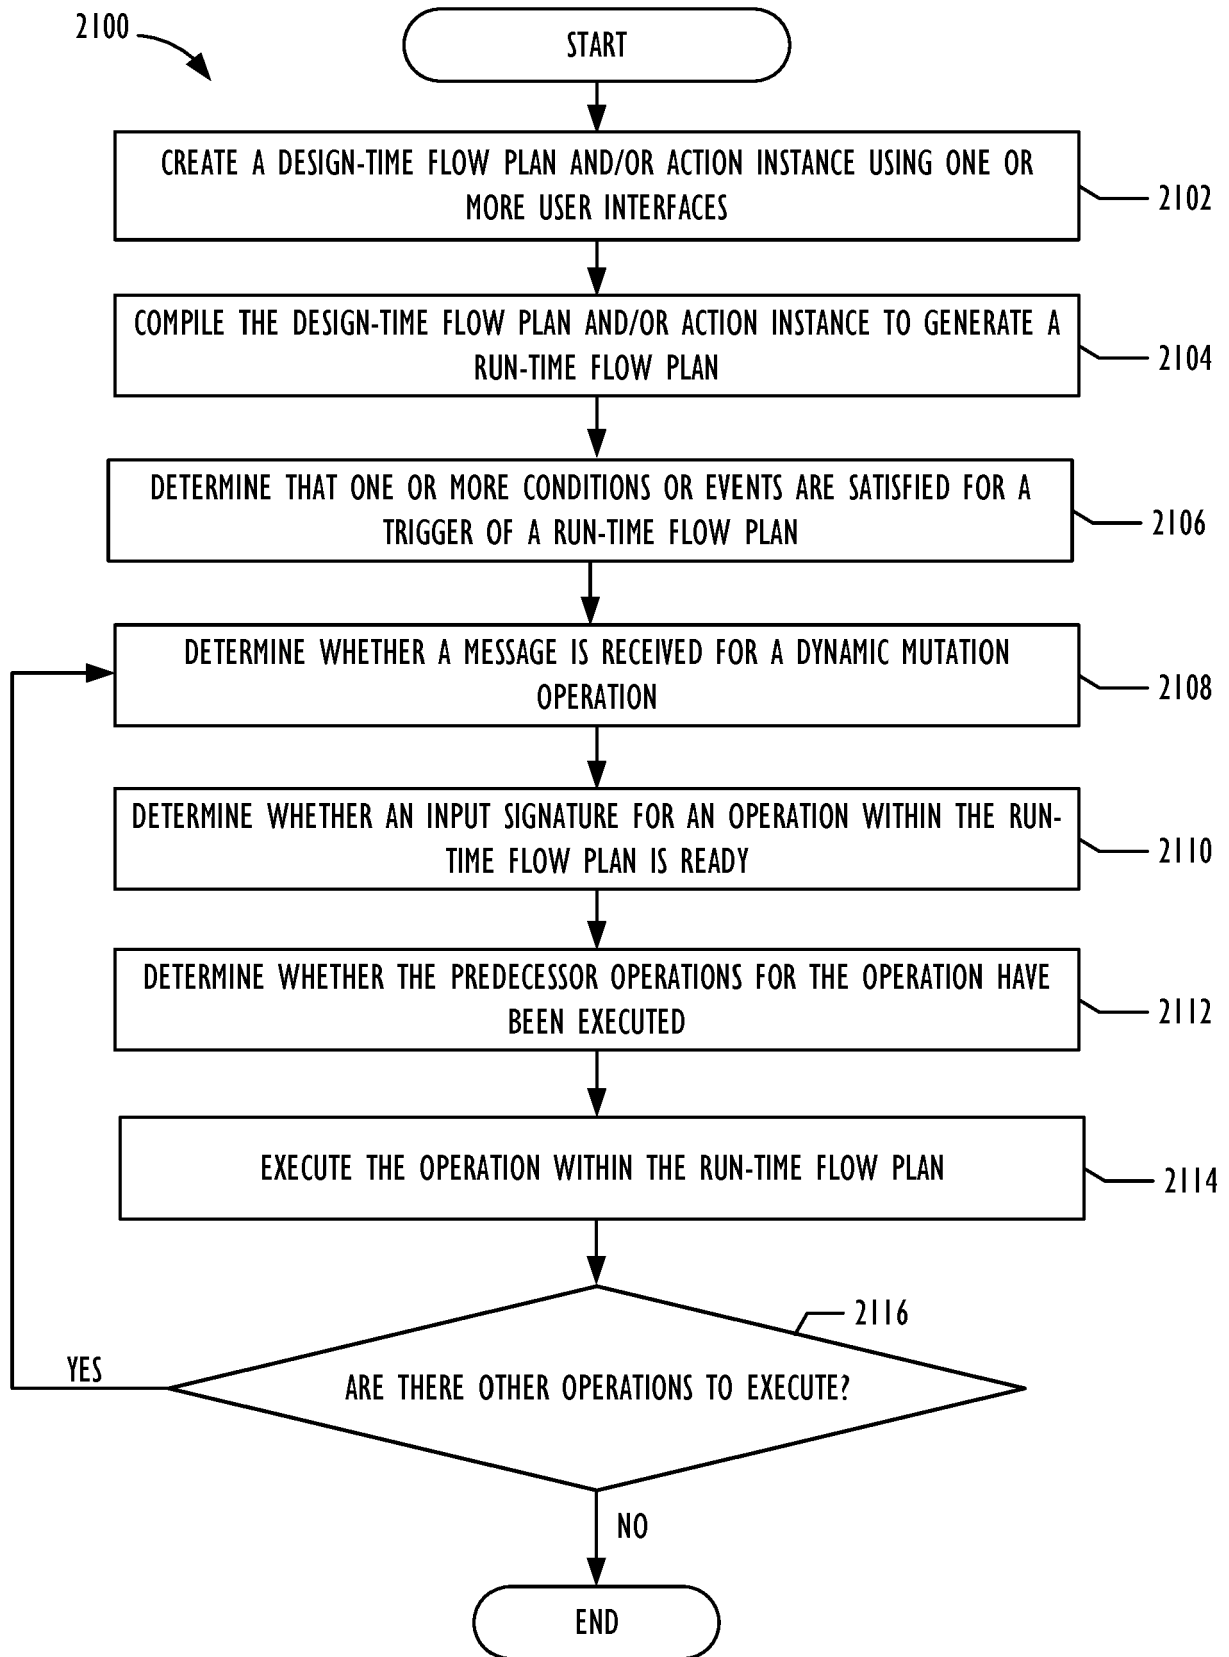 2100
START
CREATE A DESIGN-TIME FLOW PLAN AND/OR ACTION INSTANCE USING ONE OR
MORE USER INTERFACES
2102
COMPILE THE DESIGN-TIME FLOW PLAN AND/OR ACTION INSTANCE TO GENERATE A
RUN-TIME FLOW PLAN
2104
DETERMINE THAT ONE OR MORE CONDITIONS OR EVENTS ARE SATISFIED FOR A
TRIGGER OF A RUN-TIME FLOW PLAN
2106
DETERMINE WHETHER A MESSAGE IS RECEIVED FOR A DYNAMIC MUTATION
OPERATION
2108
DETERMINE WHETHER AN INPUT SIGNATURE FOR AN OPERATION WITHIN THE RUN-
TIME FLOW PLAN IS READY
2110
DETERMINE WHETHER THE PREDECESSOR OPERATIONS FOR THE OPERATION HAVE
BEEN EXECUTED
2112
EXECUTE THE OPERATION WITHIN THE RUN-TIME FLOW PLAN
2114
2116
YES
ARE THERE OTHER OPERATIONS TO EXECUTE?
NO
END